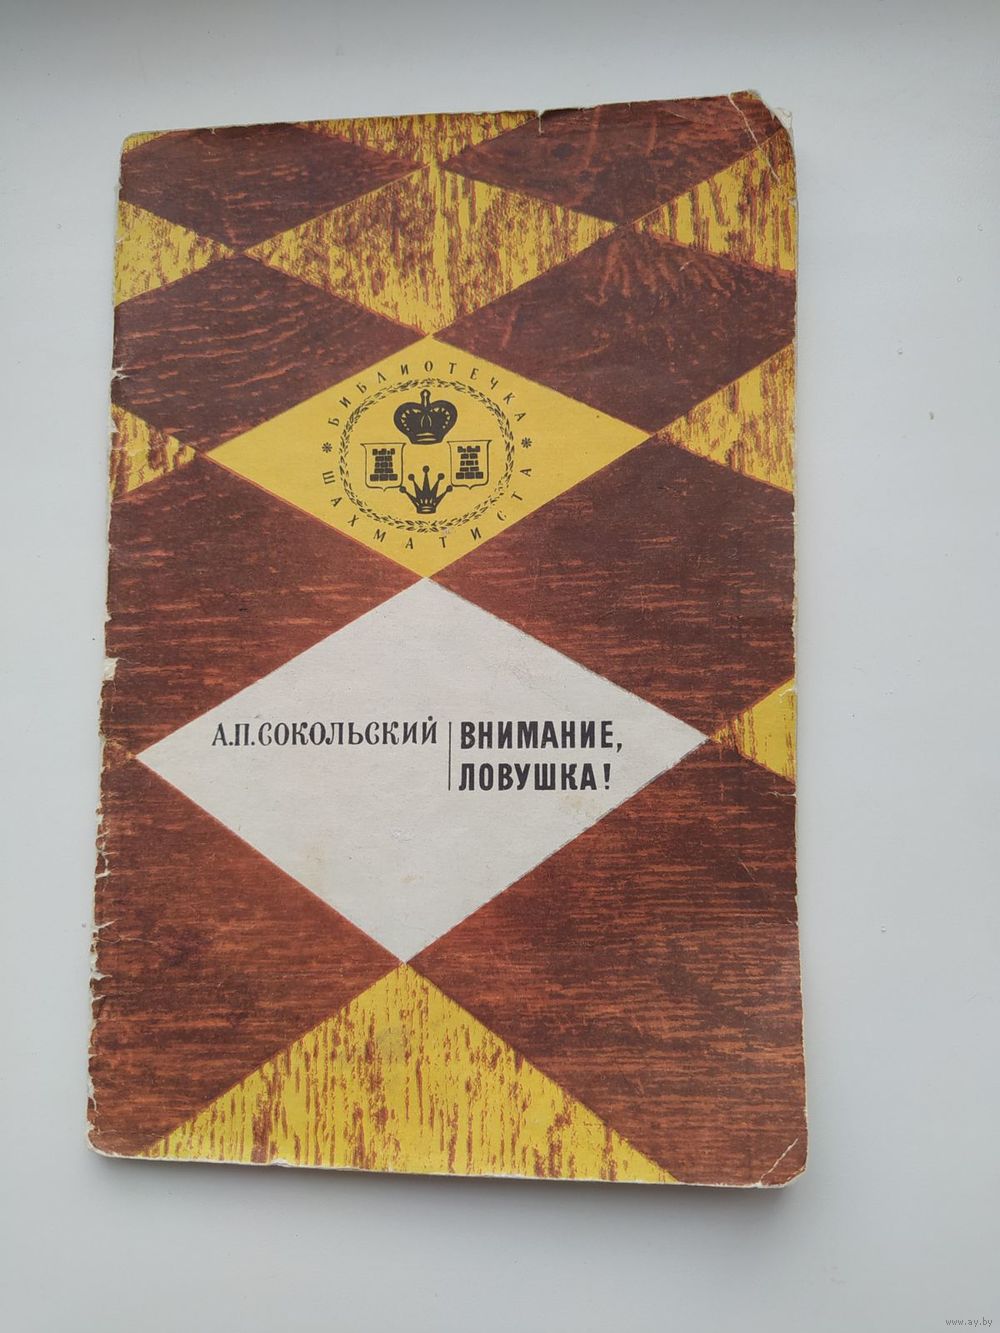 БИБЛИОТЕЧКА
ШАХМАТИСТА
А.П.СОКОЛЬСКИЙ
ВНИМАНИЕ,
ЛОВУШКА!
www.ay.by